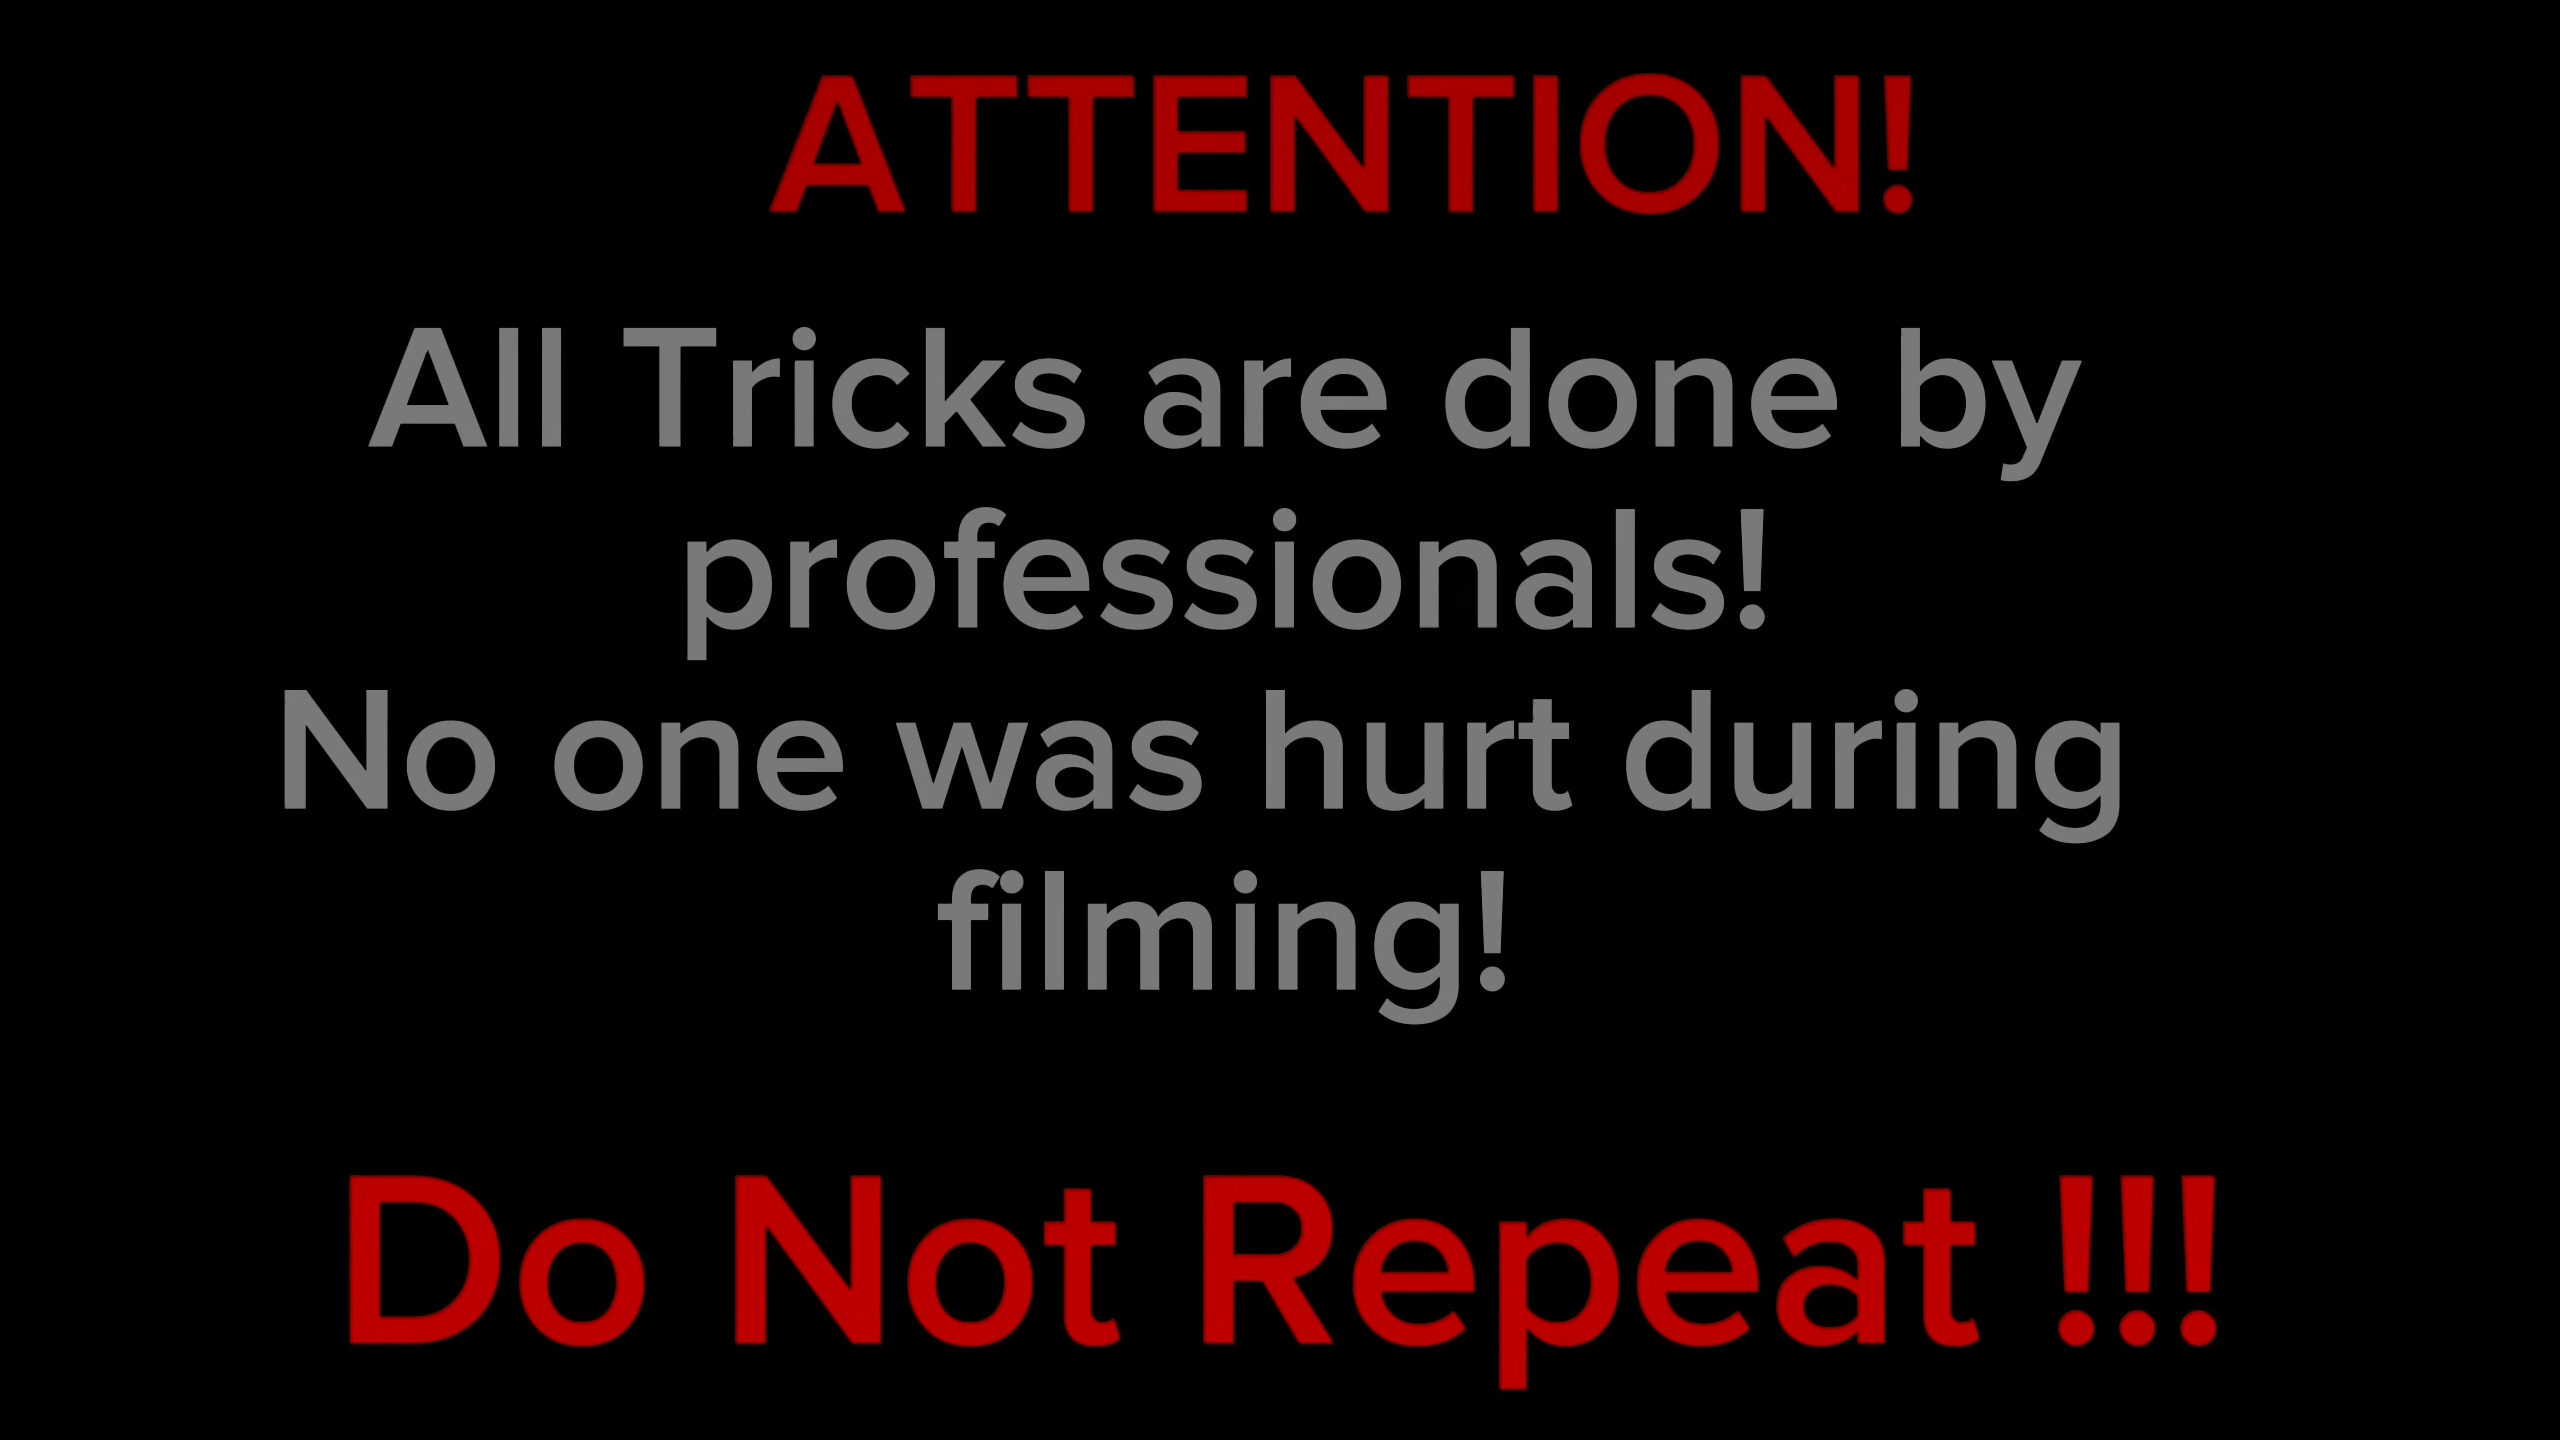 ATTENTION!
All Tricks are done by
professionals!
No one was hurt during
filming!
Do Not Repeat !!!